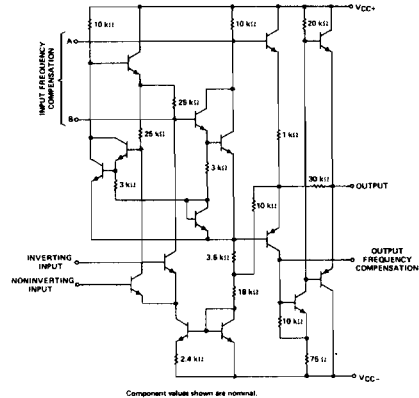 VCC+
10 kΩ
10 kΩ
20 kΩ
A
INPUT FREQUENCY
COMPENSATION
25 kΩ
B
25 kΩ
1 kΩ
3 kΩ
3 kΩ
30 kΩ
OUTPUT
10 kΩ
3.6 kΩ
INVERTING
INPUT
OUTPUT
FREQUENCY
COMPENSATION
NONINVERTING
INPUT
18 kΩ
10 kΩ
2.4 kΩ
75 Ω
VCC−
Component values shown are nominal.